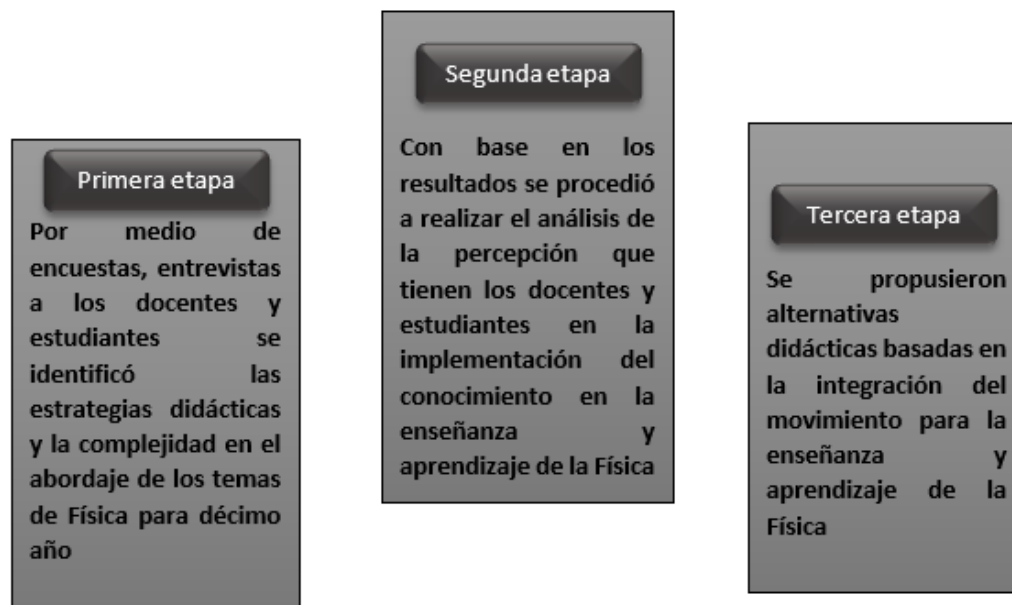 Primera etapa
Por medio de
encuestas, entrevistas
a los docentes y
estudiantes se
identificó las
estrategias didácticas
y la complejidad en el
abordaje de los temas
de Física para décimo
año
Segunda etapa
Con base en los
resultados se procedió
a realizar el análisis de
la percepción que
tienen los docentes y
estudiantes en la
implementación del
conocimiento en la
enseñanza y
aprendizaje de la Física
Tercera etapa
Se propusieron
alternativas
didácticas basadas en
la integración del
movimiento para la
enseñanza y
aprendizaje de la
Física